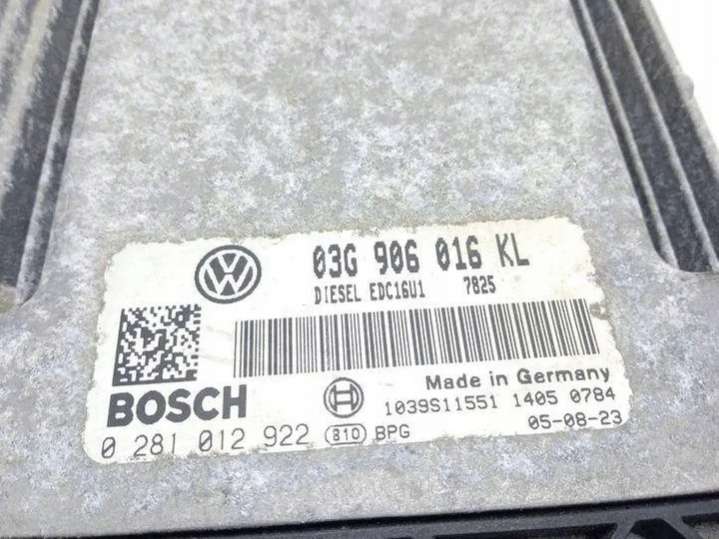 03G 906 016 KL
DIESEL EDC16U1 7825
Made in Germany
BOSCH
1039S11551 1405 0784
0 281 012 922 810 BPG
05-08-23